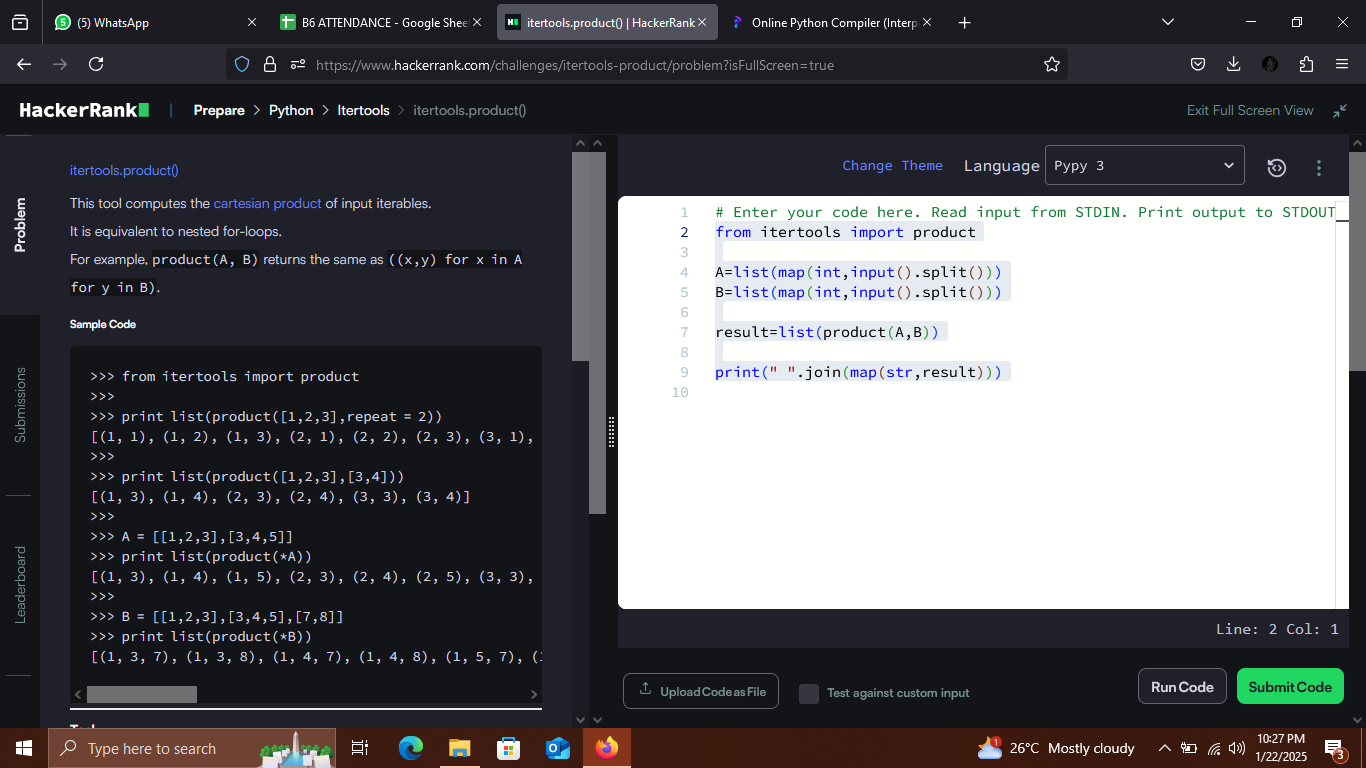 (5) WhatsApp
B6 ATTENDANCE - Google Shee
itertools.product() | HackerRank
Online Python Compiler (Interp
https://www.hackerrank.com/challenges/itertools-product/problem?isFullScreen=true
HackerRank
Prepare > Python > Itertools > itertools.product()
Exit Full Screen View
Problem
Submissions
Leaderboard
itertools.product()
This tool computes the cartesian product of input iterables.
It is equivalent to nested for-loops.
For example, product(A, B) returns the same as ((x,y) for x in A
for y in B).
Sample Code
>>> from itertools import product
>>>
>>> print list(product([1,2,3],repeat = 2))
[(1, 1), (1, 2), (1, 3), (2, 1), (2, 2), (2, 3), (3, 1),
>>>
>>> print list(product([1,2,3],[3,4]))
[(1, 3), (1, 4), (2, 3), (2, 4), (3, 3), (3, 4)]
>>>
>>> A = [[1,2,3],[3,4,5]]
>>> print list(product(*A))
[(1, 3), (1, 4), (1, 5), (2, 3), (2, 4), (2, 5), (3, 3),
>>>
>>> B = [[1,2,3],[3,4,5],[7,8]]
>>> print list(product(*B))
[(1, 3, 7), (1, 3, 8), (1, 4, 7), (1, 4, 8), (1, 5, 7), (
Change Theme
Language
Pypy 3
1 # Enter your code here. Read input from STDIN. Print output to STDOUT
2 from itertools import product
3
4 A=list(map(int,input().split()))
5 B=list(map(int,input().split()))
6
7 result=list(product(A,B))
8
9 print(" ".join(map(str,result)))
10
Line: 2 Col: 1
Upload Code as File
Test against custom input
Run Code
Submit Code
Type here to search
26°C Mostly cloudy
1
10:27 PM
1/22/2025
3